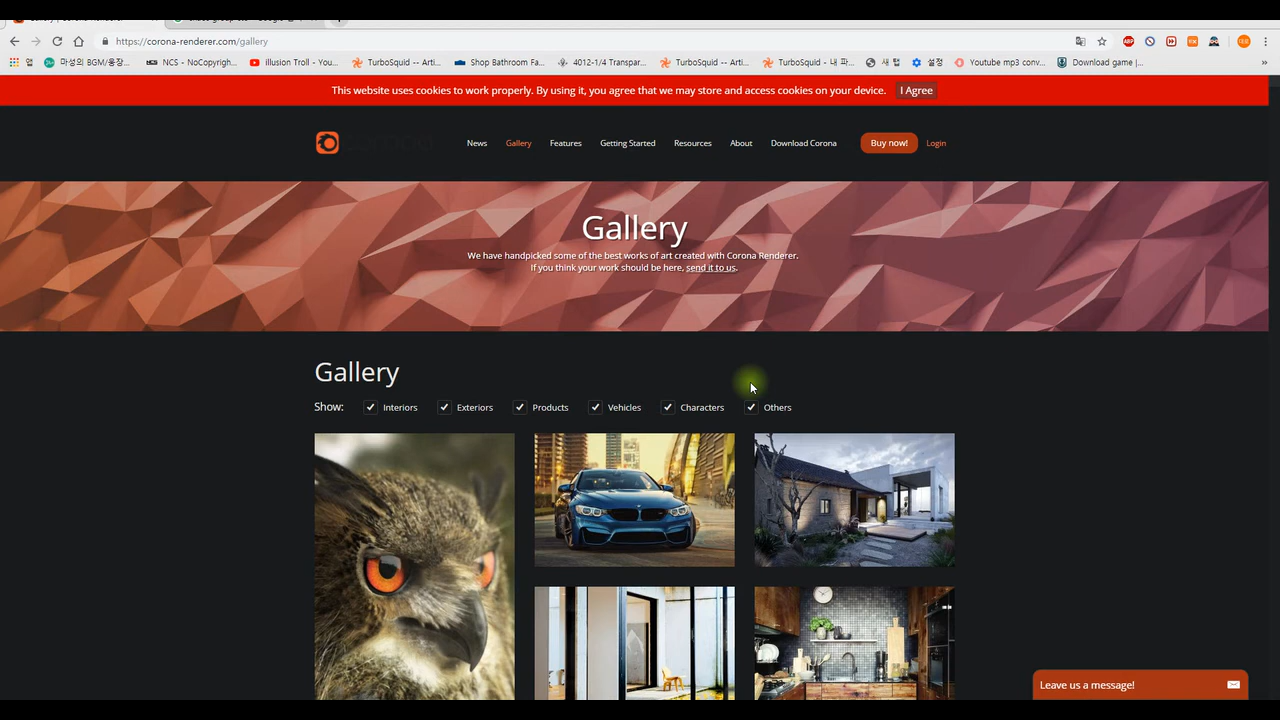 https://corona-renderer.com/gallery
앱
마성의 BGM/웅장...
NCS - NoCopyrigh...
illusion Troll - You...
TurboSquid -- Arti...
Shop Bathroom Fa...
4012-1/4 Transpar...
TurboSquid -- Arti...
TurboSquid - 내 파...
새 탭
설정
Youtube mp3 conv...
Download game |...
»
This website uses cookies to work properly. By using it, you agree that we may store and access cookies on your device.
I Agree
News
Gallery
Features
Getting Started
Resources
About
Download Corona
Buy now!
Login
Gallery
We have handpicked some of the best works of art created with Corona Renderer.
If you think your work should be here, send it to us.
Gallery
Show:
Interiors
Exteriors
Products
Vehicles
Characters
Others
Leave us a message!